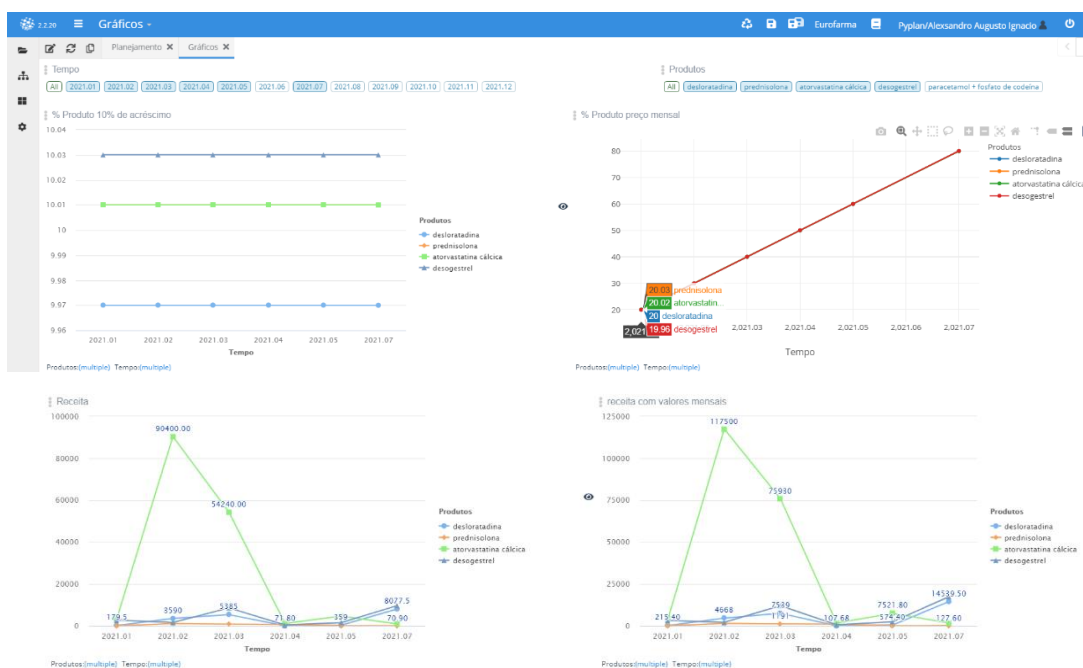 2.2.20 Gráficos Eurofarma Pyplan/Alexsandro Augusto Ignacio
Planejamento Gráficos
Tempo
All 2021.01 2021.02 2021.03 2021.04 2021.05 2021.06 2021.07 2021.08 2021.09 2021.10 2021.11 2021.12
Produtos
All desloratadina prednisolona atorvastatina cálcica desogestrel paracetamol + fosfato de codeína
% Produto 10% de acréscimo
10.04
10.03
10.02
10.01
10
9.99
9.98
9.97
9.96
2021.01 2021.02 2021.03 2021.04 2021.05 2021.07
Tempo
Produtos
desloratadina
prednisolona
atorvastatina cálcica
desogestrel
Produtos:(multiple) Tempo:(multiple)
% Produto preço mensal
80
70
60
50
40
30
20
20.03 prednisolona
20.02 atorvastatin...
20 desloratadina
19.96 desogestrel
2,021
2,021.03 2,021.04 2,021.05 2,021.06 2,021.07
Tempo
Produtos
desloratadina
prednisolona
atorvastatina cálcica
desogestrel
Produtos:(multiple) Tempo:(multiple)
Receita
100000
80000
60000
40000
20000
0
90400.00
54240.00
179.5
3590
5385
71.80
359
8077.5
70.90
2021.01 2021.02 2021.03 2021.04 2021.05 2021.07
Tempo
Produtos
desloratadina
prednisolona
atorvastatina cálcica
desogestrel
Produtos:(multiple) Tempo:(multiple)
receita com valores mensais
125000
100000
75000
50000
25000
0
117500
75930
215.40
4668
7539
1191
107.68
7521.80
574.40
14539.50
127.60
2021.01 2021.02 2021.03 2021.04 2021.05 2021.07
Tempo
Produtos
desloratadina
prednisolona
atorvastatina cálcica
desogestrel
Produtos:(multiple) Tempo:(multiple)